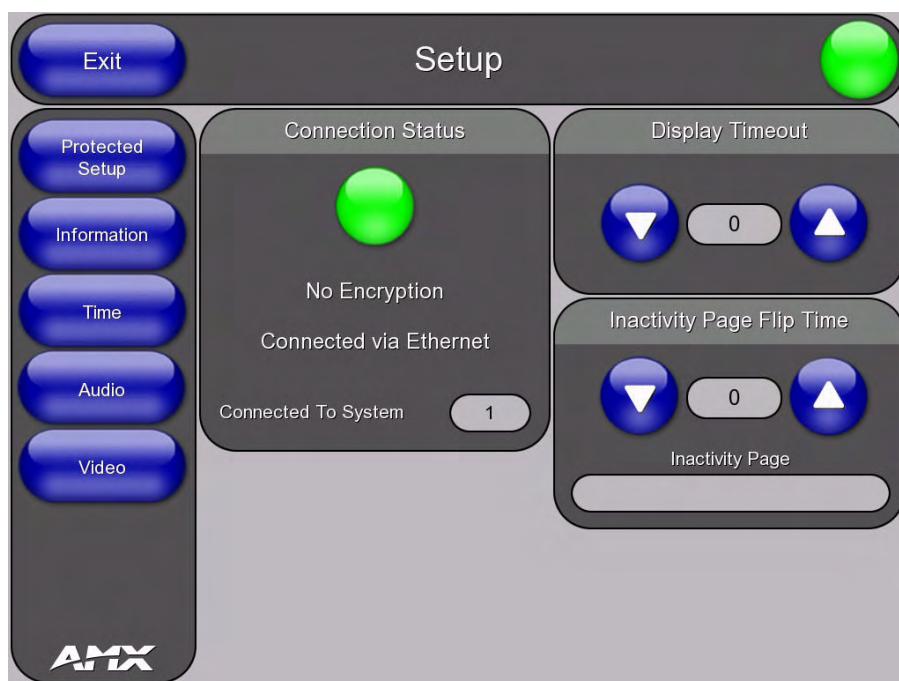 Exit
Setup
Protected
Setup
Information
Time
Audio
Video
AMX
Connection Status
No Encryption
Connected via Ethernet
Connected To System 1
Display Timeout
0
Inactivity Page Flip Time
0
Inactivity Page